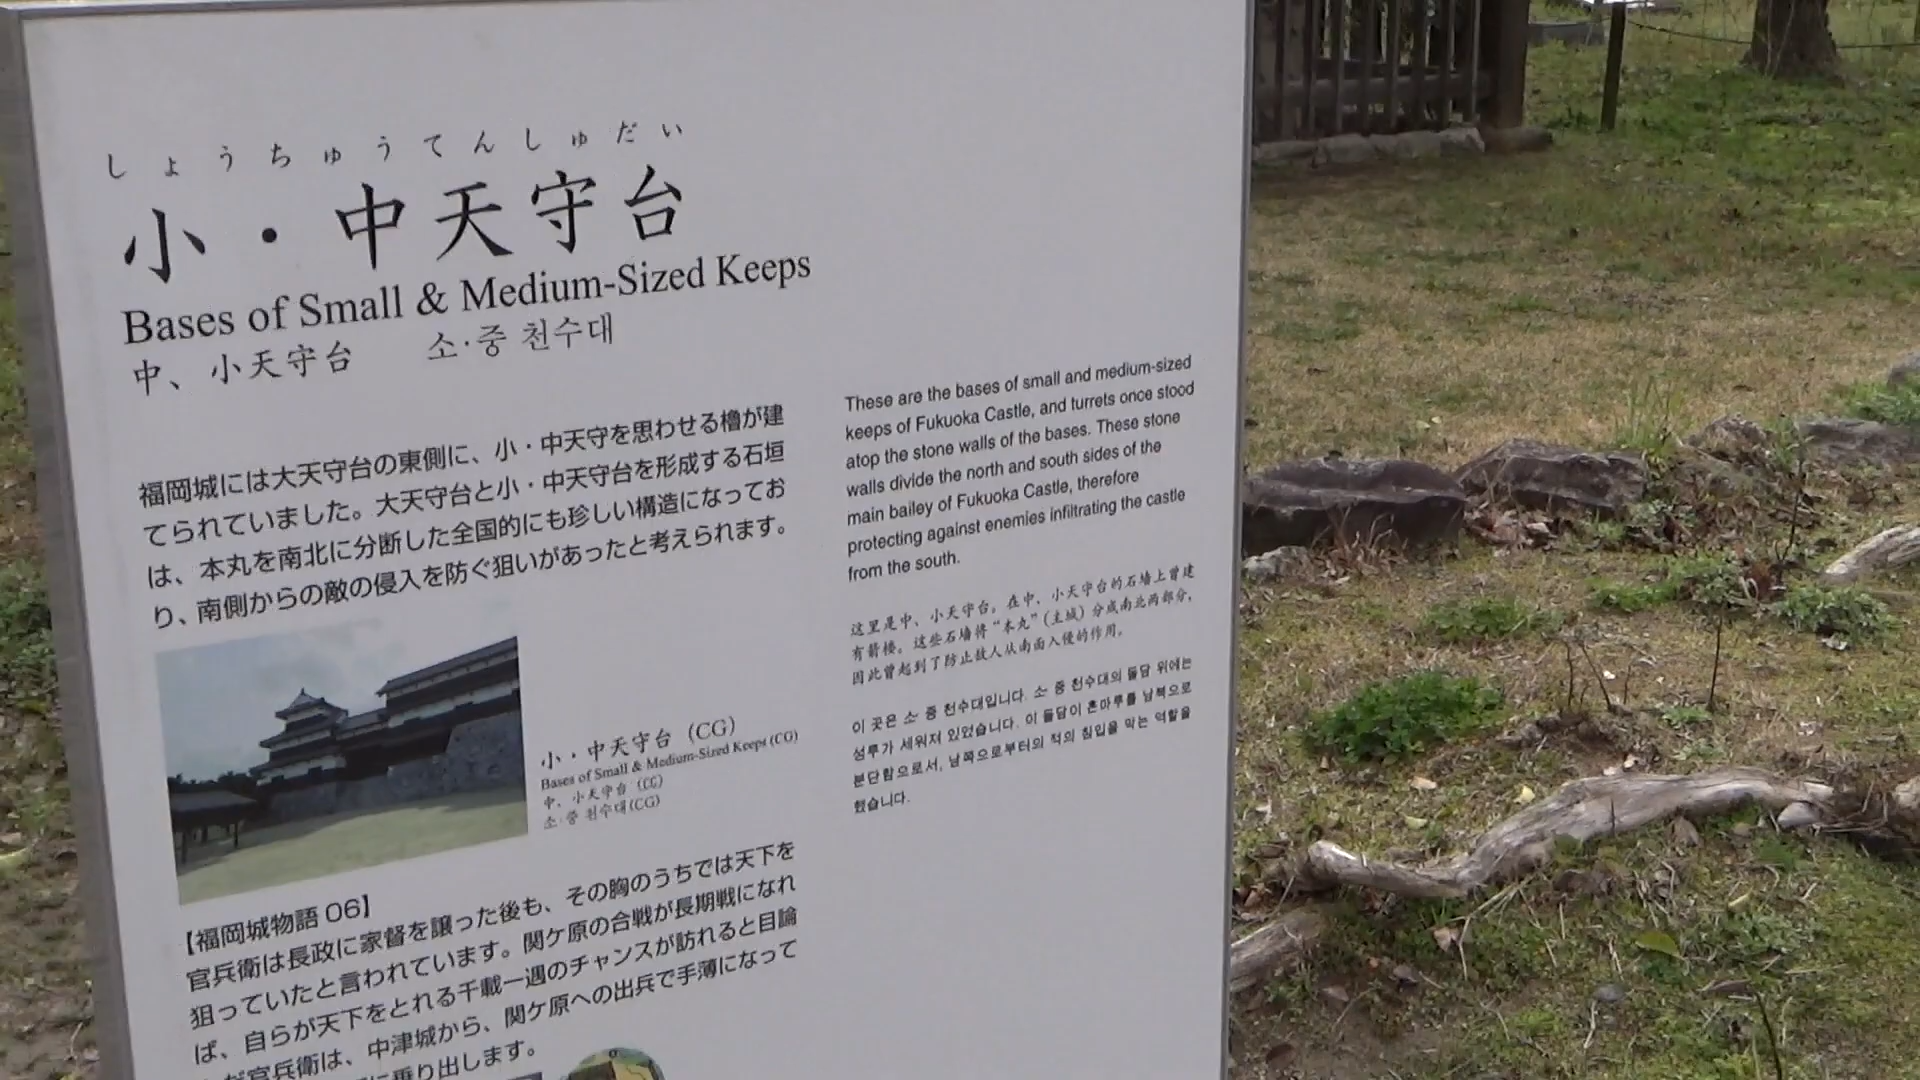 しょうちゅうてんしゅだい
小・中天守台
Bases of Small & Medium-Sized Keeps
中、小天守台 소·중 천수대
福岡城には大天守台の東側に、小・中天守を思わせる櫓が建
てられていました。大天守台と小・中天守台を形成する石垣
は、本丸を南北に分断した全国的にも珍しい構造になってお
り、南側からの敵の侵入を防ぐ狙いがあったと考えられます。
小・中天守台（CG）
Bases of Small & Medium-Sized Keeps (CG)
中、小天守台（CG）
소·중 천수대(CG)
【福岡城物語 06】
官兵衛は長政に家督を譲った後も、その胸のうちでは天下を
狙っていたと言われています。関ケ原の合戦が長期戦になれ
ば、自らが天下をとれる千載一遇のチャンスが訪れると目論
官兵衛は、中津城から、関ケ原への出兵で手薄になって
に乗り出します。
These are the bases of small and medium-sized
keeps of Fukuoka Castle, and turrets once stood
atop the stone walls of the bases. These stone
walls divide the north and south sides of the
main bailey of Fukuoka Castle, therefore
protecting against enemies infiltrating the castle
from the south.
这里是中、小天守台。在中、小天守台的石墙上曾建
有箭楼。这些石墙将“本丸”(主城) 分成南北两部分，
因此曾起到了防止敌人从南面入侵的作用。
이 곳은 소·중 천수대입니다. 소·중 천수대의 돌담 위에는
성루가 세워져 있었습니다. 이 돌담이 혼마루를 남북으로
분단함으로서, 남쪽으로부터의 적의 침입을 막는 역할을
했습니다.